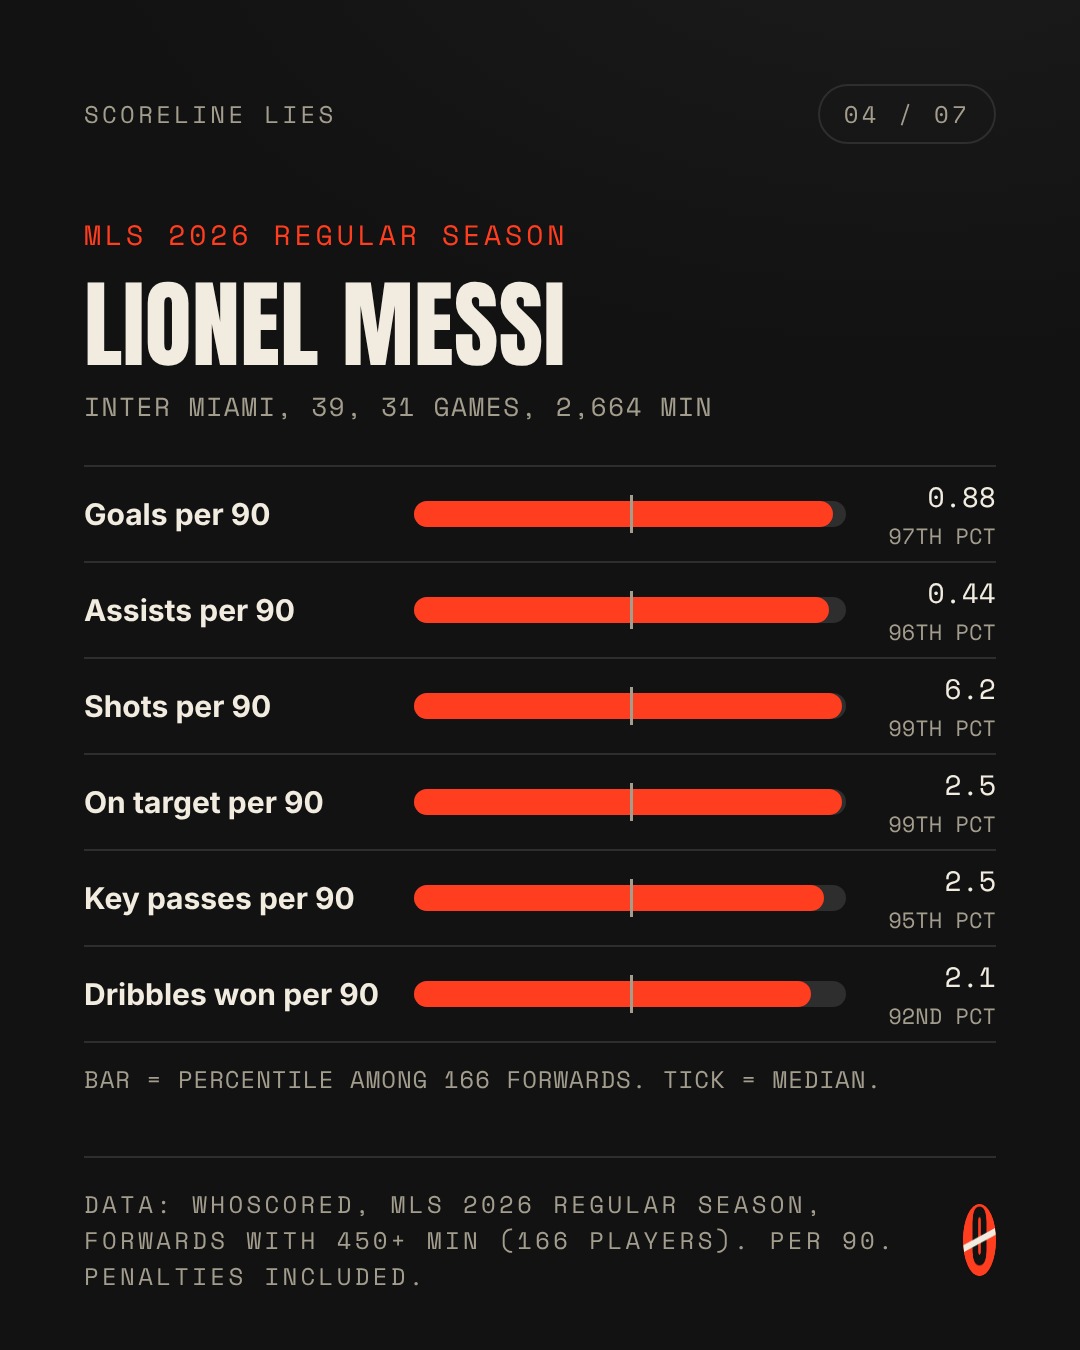 SCORELINE LIES
04 / 07
MLS 2026 REGULAR SEASON
LIONEL MESSI
INTER MIAMI, 39, 31 GAMES, 2,664 MIN
Goals per 90
0.88
97TH PCT
Assists per 90
0.44
96TH PCT
Shots per 90
6.2
99TH PCT
On target per 90
2.5
99TH PCT
Key passes per 90
2.5
95TH PCT
Dribbles won per 90
2.1
92ND PCT
BAR = PERCENTILE AMONG 166 FORWARDS. TICK = MEDIAN.
DATA: WHOSCORED, MLS 2026 REGULAR SEASON,
FORWARDS WITH 450+ MIN (166 PLAYERS). PER 90.
PENALTIES INCLUDED.
0